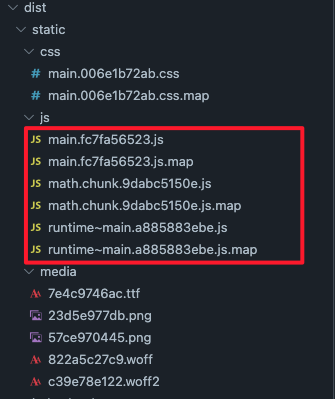 dist
static
css
# main.006e1b72ab.css
# main.006e1b72ab.css.map
js
JS main.fc7fa56523.js
JS main.fc7fa56523.js.map
JS math.chunk.9dabc5150e.js
JS math.chunk.9dabc5150e.js.map
JS runtime~main.a885883ebe.js
JS runtime~main.a885883ebe.js.map
media
7e4c9746ac.ttf
23d5e977db.png
57ce970445.png
822a5c27c9.woff
c39e78e122.woff2